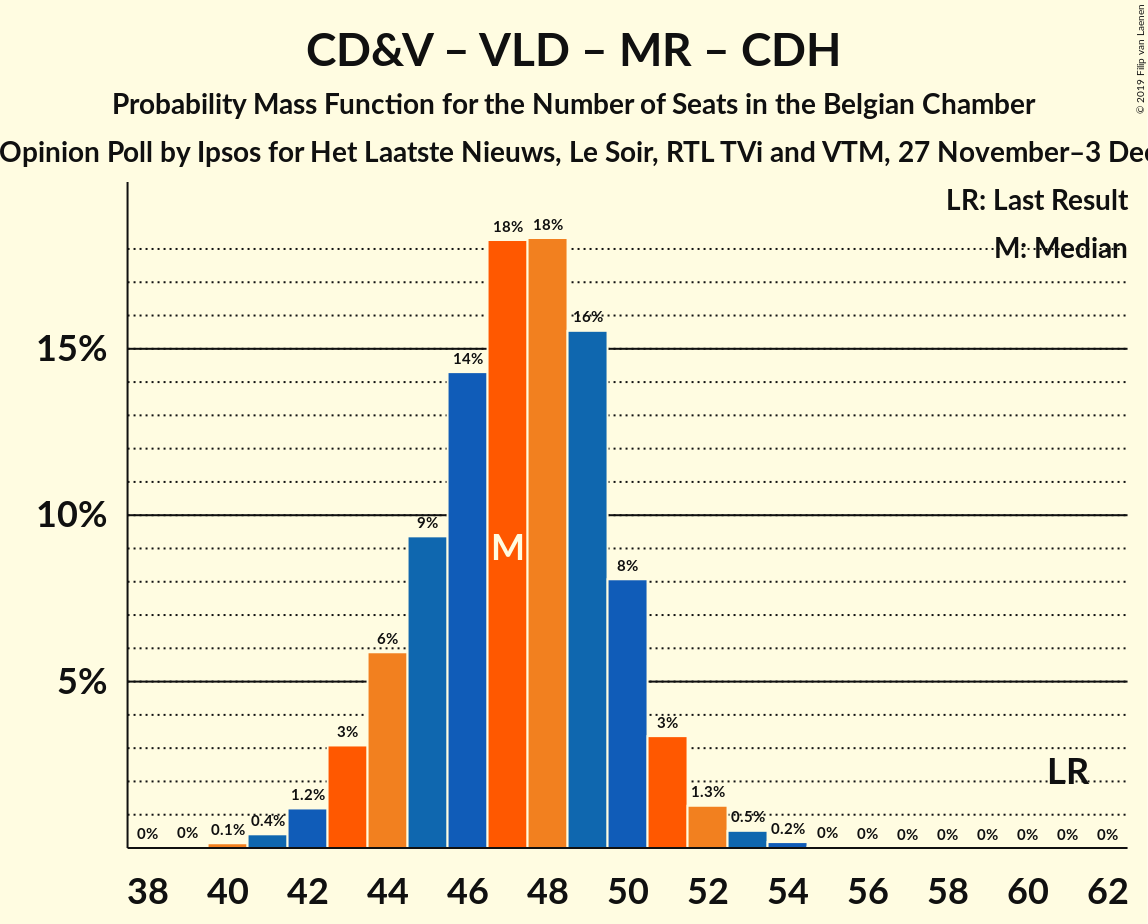 CD&V – VLD – MR – CDH
Probability Mass Function for the Number of Seats in the Belgian Chamber
Opinion Poll by Ipsos for Het Laatste Nieuws, Le Soir, RTL TVi and VTM, 27 November–3 Dec
© 2019 Filip van Laenen
LR: Last Result
M: Median
15%
10%
5%
0% 0% 0.1% 0.4% 1.2% 3% 6% 9% 14% 18% 18% 16% 8% 3% 1.3% 0.5% 0.2% 0% 0% 0% 0% 0% 0% 0% 0%
M
LR
38 40 42 44 46 48 50 52 54 56 58 60 62